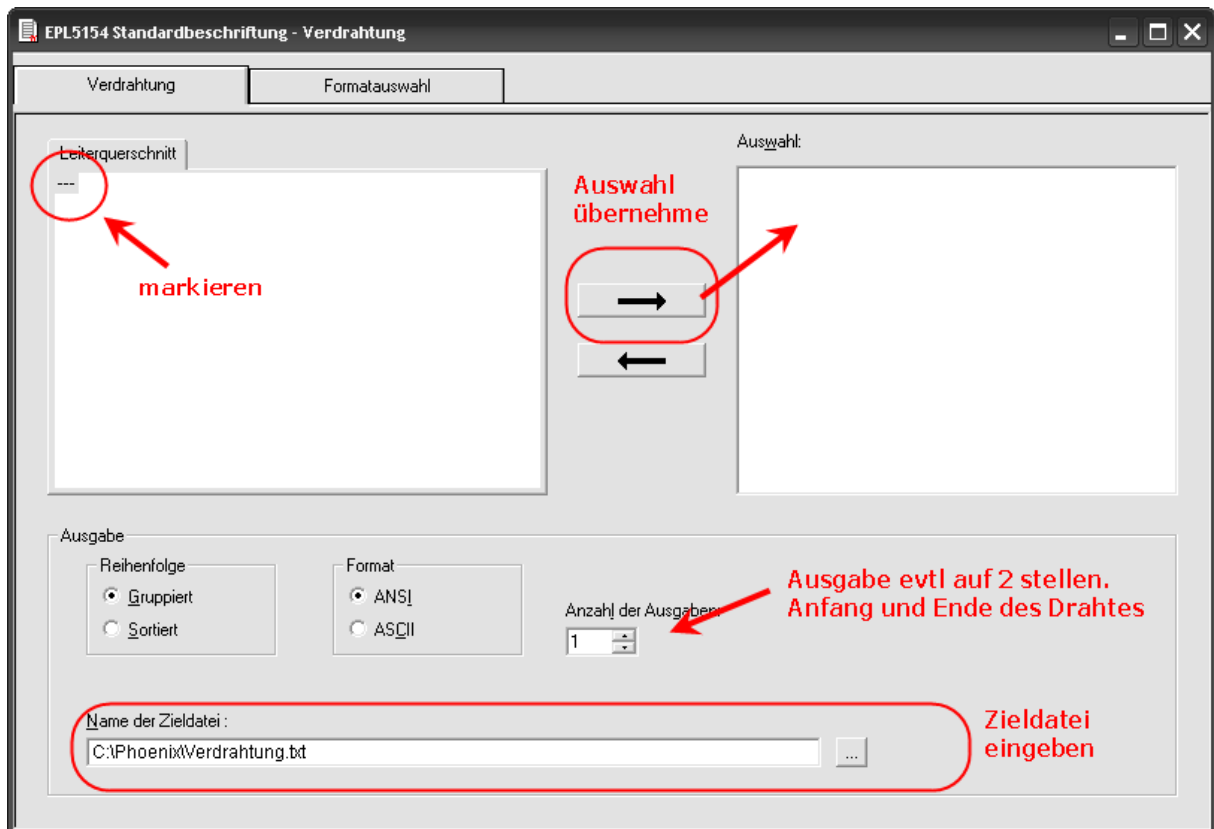 EPL5154 Standardbeschriftung - Verdrahtung
Verdrahtung
Formatauswahl
Leiterquerschnitt
---
markieren
Auswahl
übernehme
Auswahl:
Ausgabe
Reihenfolge
Gruppiert
Sortiert
Format
ANSI
ASCII
Anzahl der Ausgaben:
1
Ausgabe evtl auf 2 stellen.
Anfang und Ende des Drahtes
Name der Zieldatei :
C:\Phoenix\Verdrahtung.txt
...
Zieldatei
eingeben